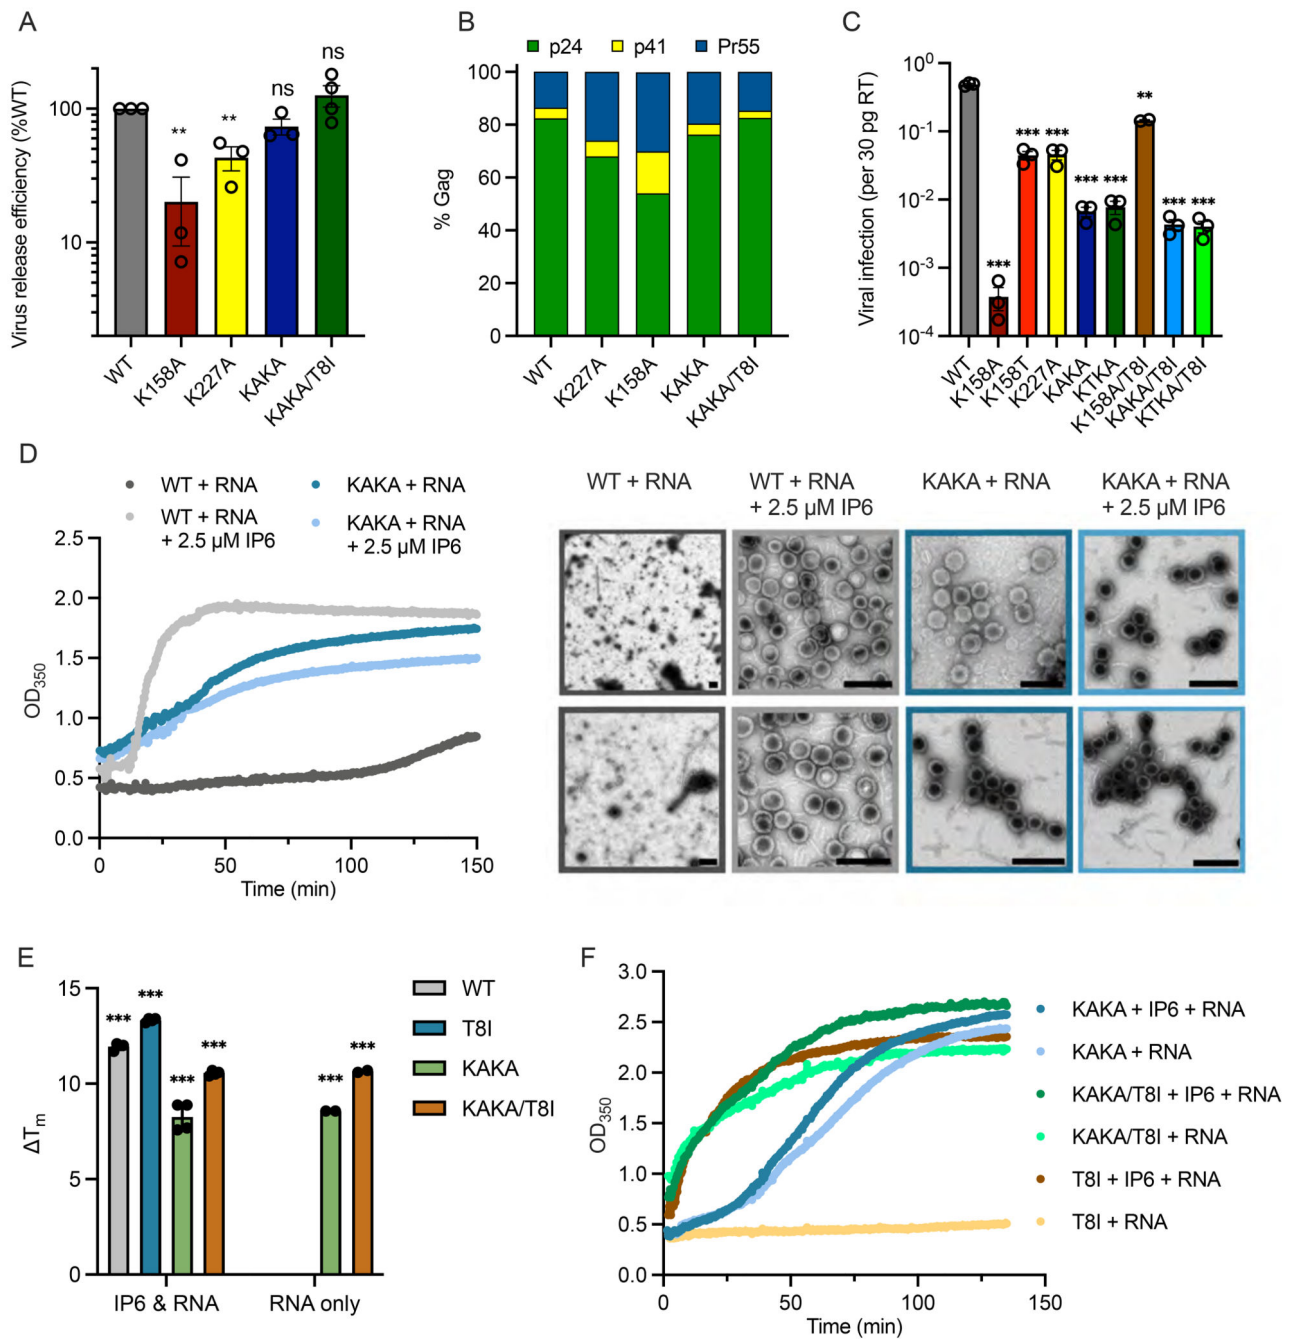 A
Virus release efficiency (%WT)
100
10
**
**
ns
ns
WT
K158A
K227A
KAKA
KAKA/T8I
B
p24
p41
Pr55
% Gag
100
80
60
40
20
0
WT
K227A
K158A
KAKA
KAKA/T8I
C
Viral infection (per 30 pg RT)
10⁰
10⁻¹
10⁻²
10⁻³
10⁻⁴
***
***
***
***
***
**
***
***
WT
K158A
K158T
K227A
KAKA
KTKA
K158A/T8I
KAKA/T8I
KTKA/T8I
D
WT + RNA
WT + RNA
+ 2.5 µM IP6
KAKA + RNA
KAKA + RNA
+ 2.5 µM IP6
OD₃₅₀
2.5
2.0
1.5
1.0
0.5
0.0
0
50
100
150
Time (min)
WT + RNA
WT + RNA
+ 2.5 µM IP6
KAKA + RNA
KAKA + RNA
+ 2.5 µM IP6
E
ΔTₘ
15
10
5
0
***
***
***
***
***
***
IP6 & RNA
RNA only
WT
T8I
KAKA
KAKA/T8I
F
OD₃₅₀
3.0
2.5
2.0
1.5
1.0
0.5
0.0
0
50
100
150
Time (min)
KAKA + IP6 + RNA
KAKA + RNA
KAKA/T8I + IP6 + RNA
KAKA/T8I + RNA
T8I + IP6 + RNA
T8I + RNA